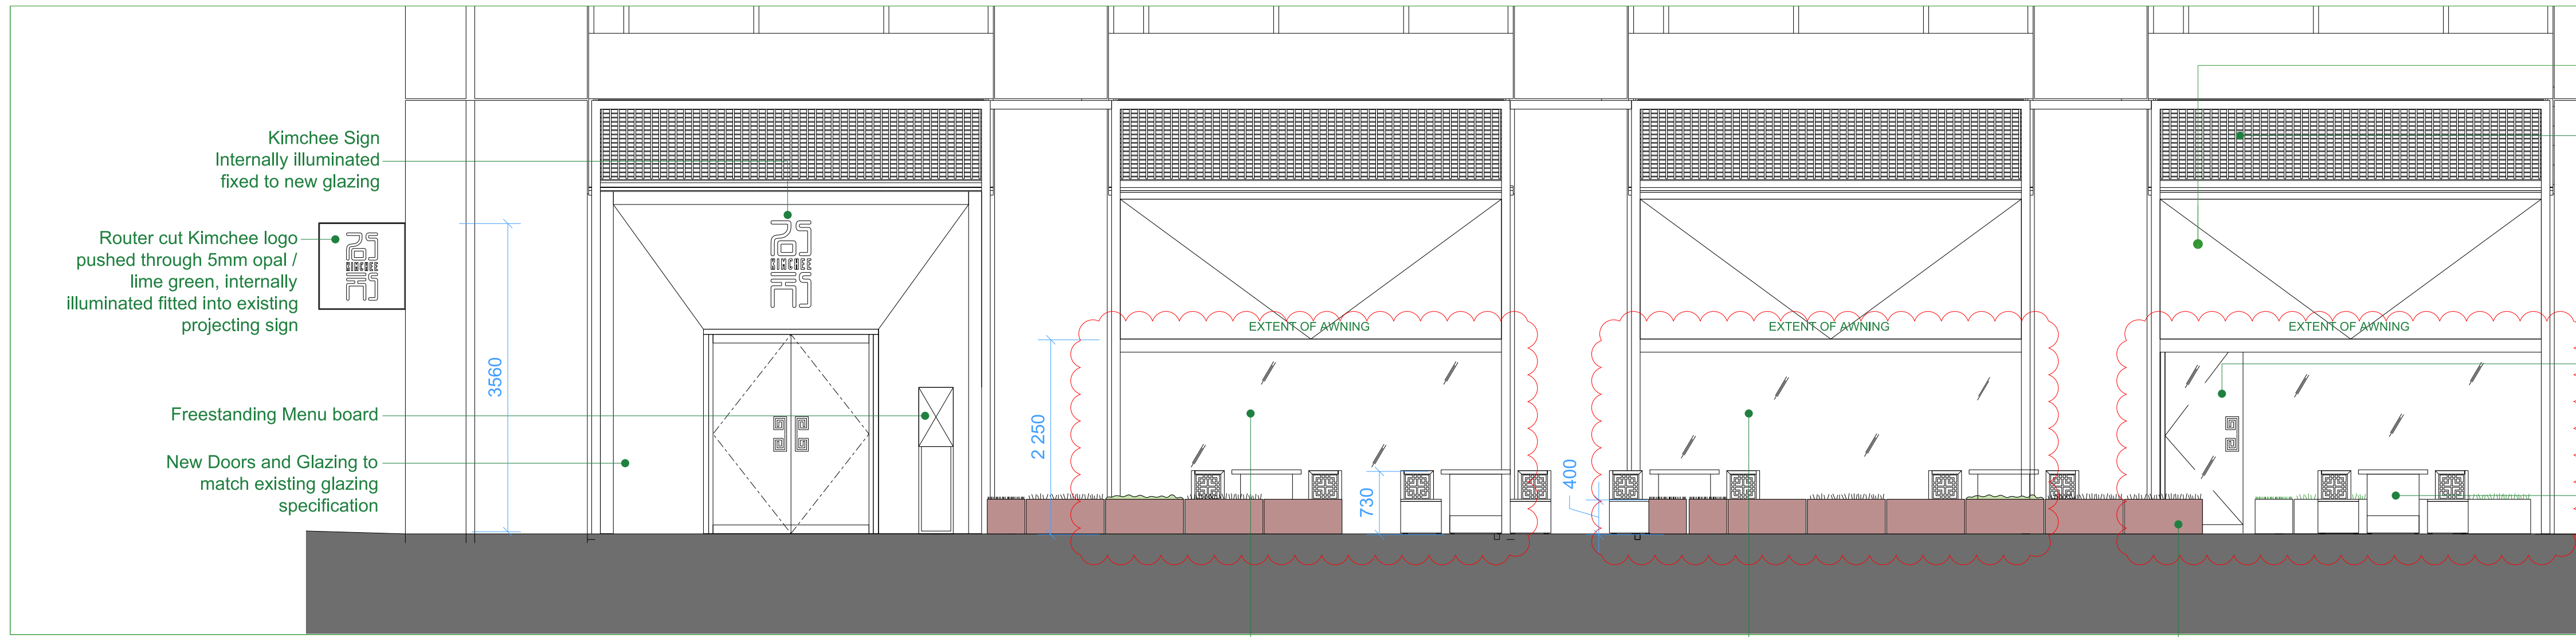 Kimchee Sign
Internally illuminated
fixed to new glazing
Router cut Kimchee logo
pushed through 5mm opal /
lime green, internally
illuminated fitted into existing
projecting sign
KIMCHEE
KIMCHEE
3560
Freestanding Menu board
New Doors and Glazing to
match existing glazing
specification
EXTENT OF AWNING
EXTENT OF AWNING
EXTENT OF AWNING
2 250
730
400